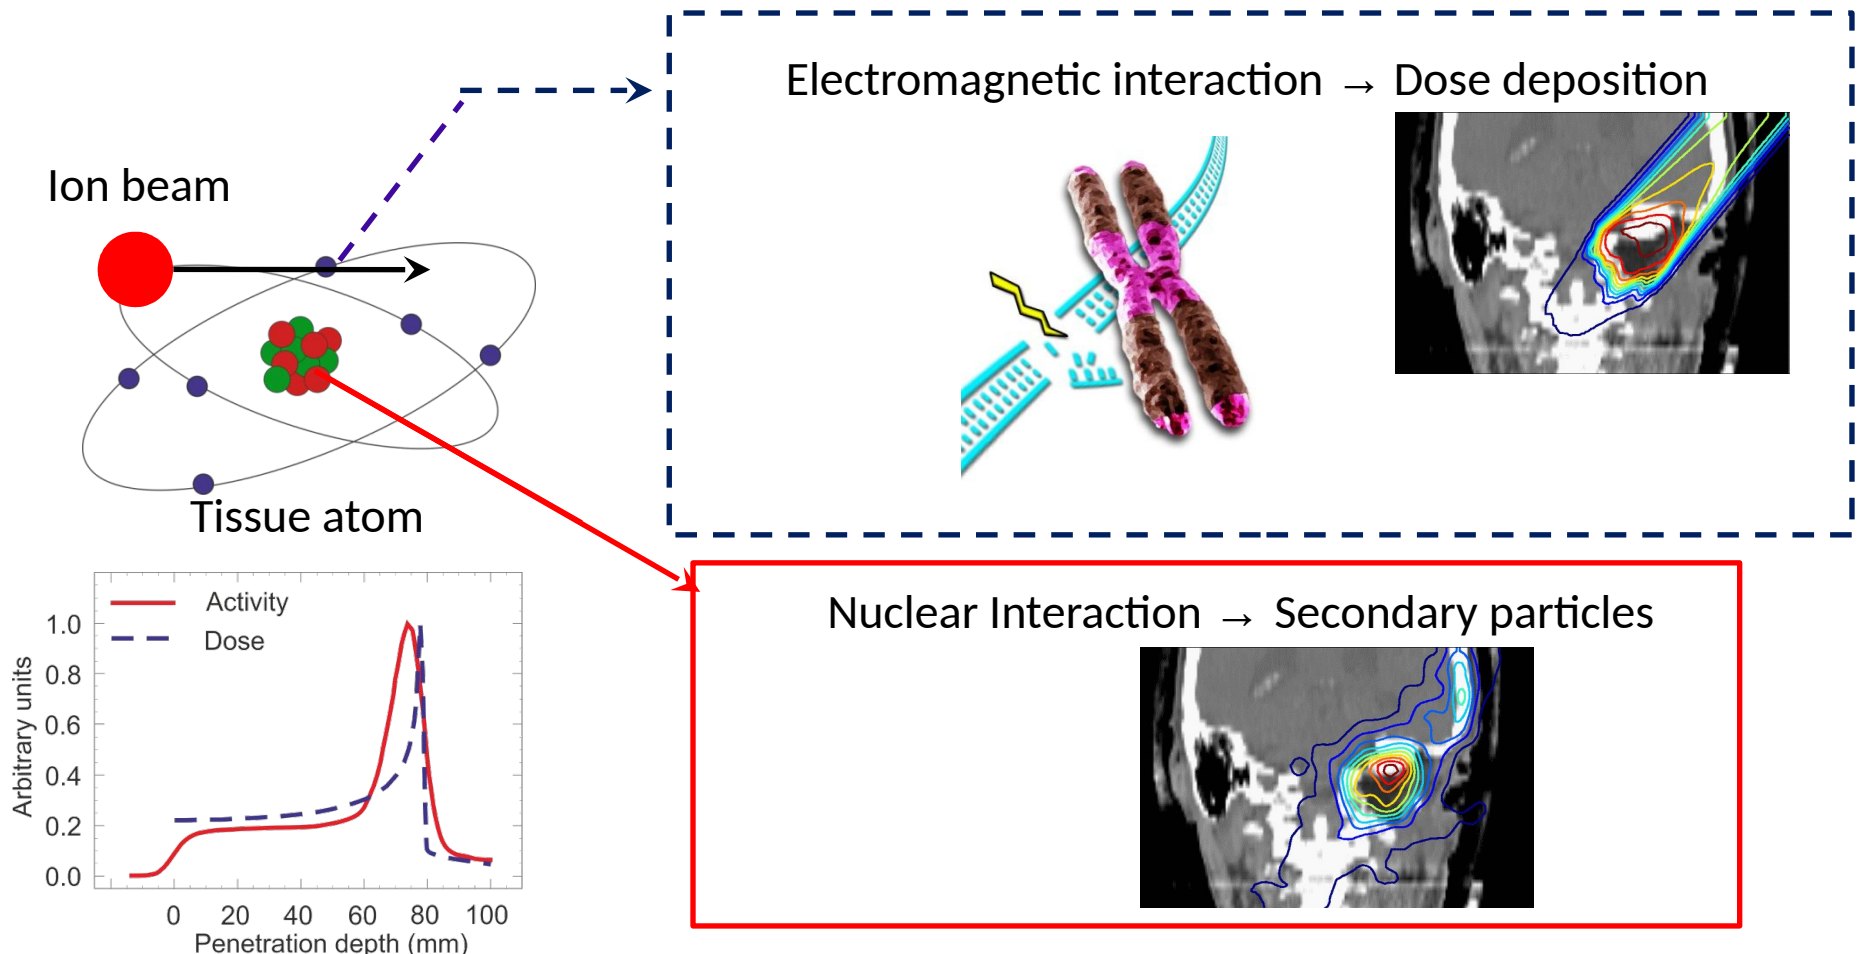 Electromagnetic interaction → Dose deposition
Ion beam
Tissue atom
Nuclear Interaction → Secondary particles
Activity
Dose
Arbitrary units
1.0
0.8
0.6
0.4
0.2
0.0
0 20 40 60 80 100
Penetration depth (mm)